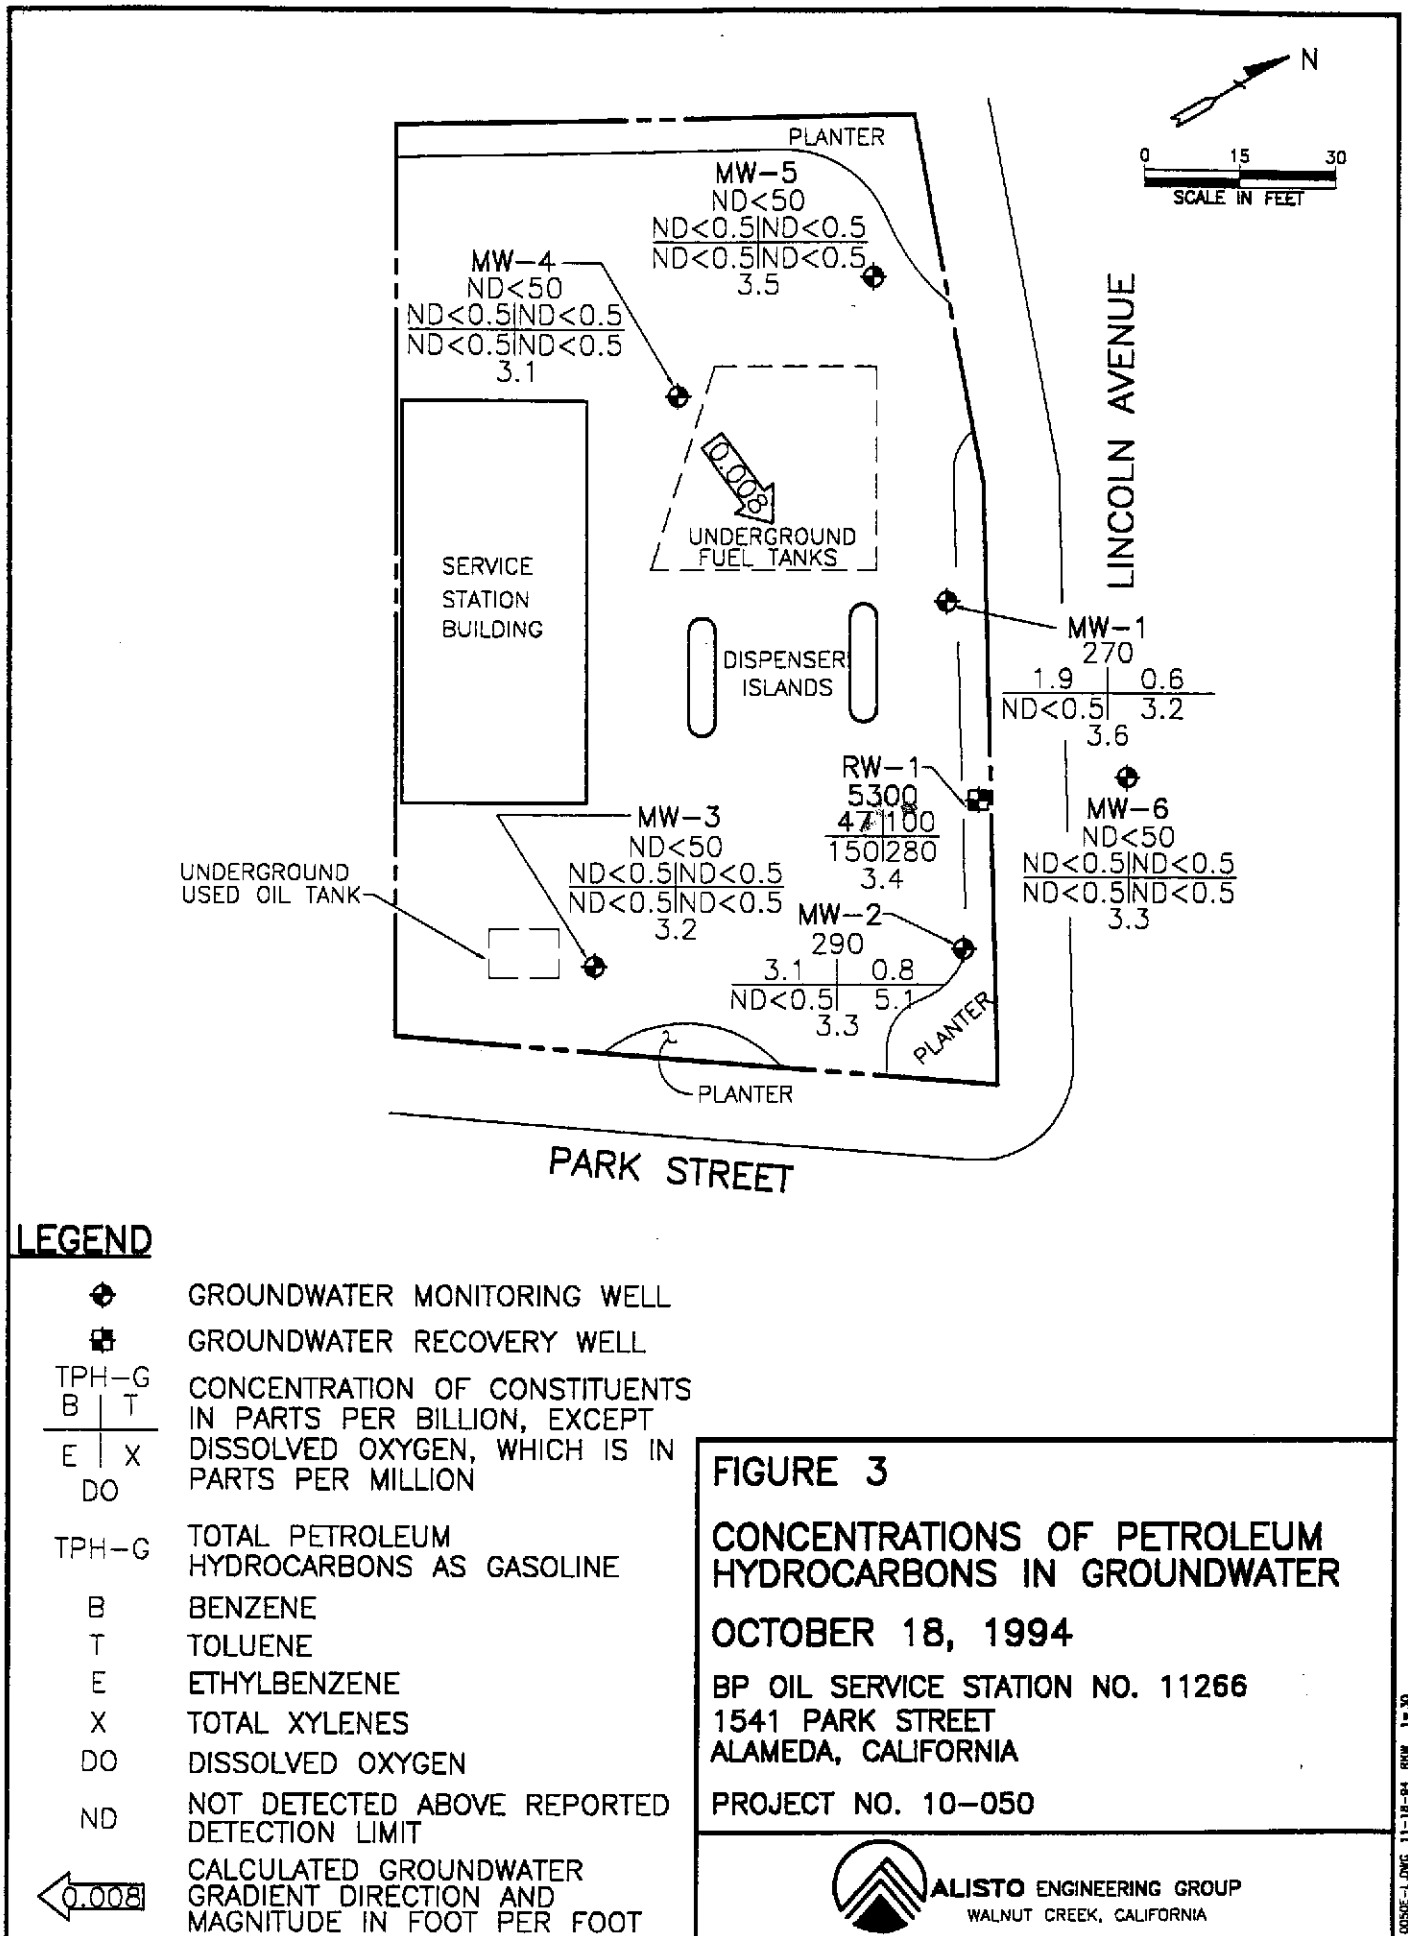 N
0 15 30
SCALE IN FEET
PLANTER
MW-5
ND<50
ND<0.5|ND<0.5
ND<0.5|ND<0.5
3.5
MW-4
ND<50
ND<0.5|ND<0.5
ND<0.5|ND<0.5
3.1
LINCOLN AVENUE
0.008
UNDERGROUND
FUEL TANKS
SERVICE
STATION
BUILDING
DISPENSER
ISLANDS
MW-1
270
1.9 | 0.6
ND<0.5| 3.2
3.6
RW-1
5300
47|100
150|280
3.4
MW-6
ND<50
ND<0.5|ND<0.5
ND<0.5|ND<0.5
3.3
MW-3
ND<50
ND<0.5|ND<0.5
ND<0.5|ND<0.5
3.2
UNDERGROUND
USED OIL TANK
MW-2
290
3.1 | 0.8
ND<0.5| 5.1
3.3
PLANTER
PLANTER
PARK STREET
LEGEND
GROUNDWATER MONITORING WELL
GROUNDWATER RECOVERY WELL
TPH-G
B | T
E | X
DO
CONCENTRATION OF CONSTITUENTS
IN PARTS PER BILLION, EXCEPT
DISSOLVED OXYGEN, WHICH IS IN
PARTS PER MILLION
TPH-G TOTAL PETROLEUM
HYDROCARBONS AS GASOLINE
B BENZENE
T TOLUENE
E ETHYLBENZENE
X TOTAL XYLENES
DO DISSOLVED OXYGEN
ND NOT DETECTED ABOVE REPORTED
DETECTION LIMIT
0.008 CALCULATED GROUNDWATER
GRADIENT DIRECTION AND
MAGNITUDE IN FOOT PER FOOT
FIGURE 3
CONCENTRATIONS OF PETROLEUM
HYDROCARBONS IN GROUNDWATER
OCTOBER 18, 1994
BP OIL SERVICE STATION NO. 11266
1541 PARK STREET
ALAMEDA, CALIFORNIA
PROJECT NO. 10-050
ALISTO ENGINEERING GROUP
WALNUT CREEK, CALIFORNIA
11-18-94